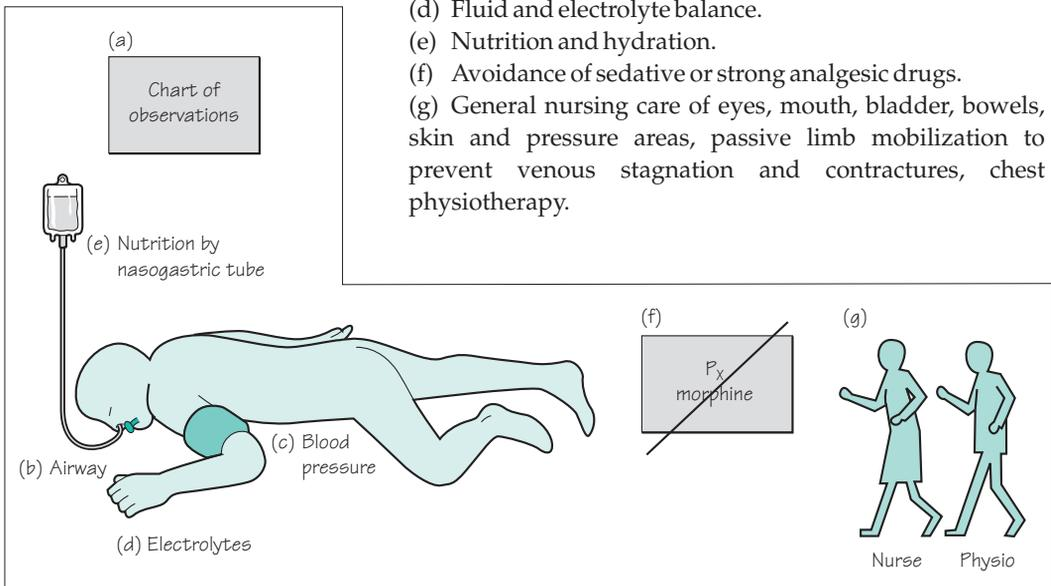 (d) Fluid and electrolyte balance.
(e) Nutrition and hydration.
(f) Avoidance of sedative or strong analgesic drugs.
(g) General nursing care of eyes, mouth, bladder, bowels,
skin and pressure areas, passive limb mobilization to
prevent venous stagnation and contractures, chest
physiotherapy.
(a)
Chart of
observations
(e) Nutrition by
nasogastric tube
(b) Airway
(c) Blood
pressure
(d) Electrolytes
(f)
Px
morphine
(g)
Nurse
Physio